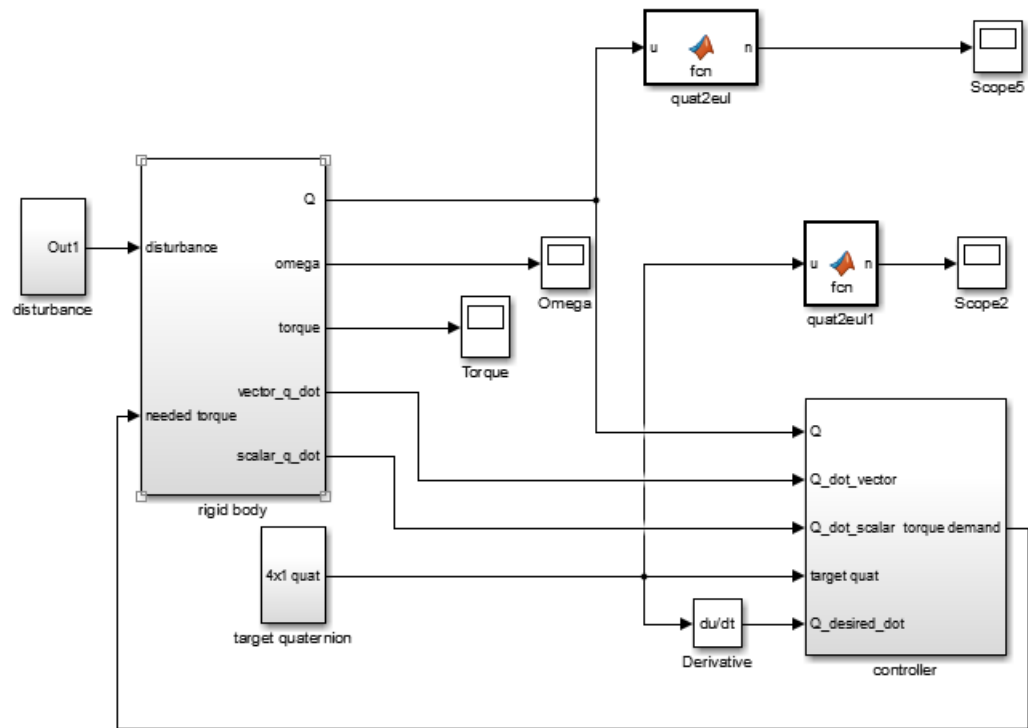 u fcn n
quat2eul
Scope5
Out1
disturbance
disturbance
needed torque
Q
omega
torque
vector_q_dot
scalar_q_dot
rigid body
Omega
Torque
u fcn n
quat2eul1
Scope2
4x1 quat
target quaternion
du/dt
Derivative
Q
Q_dot_vector
Q_dot_scalar torque demand
target quat
Q_desired_dot
controller